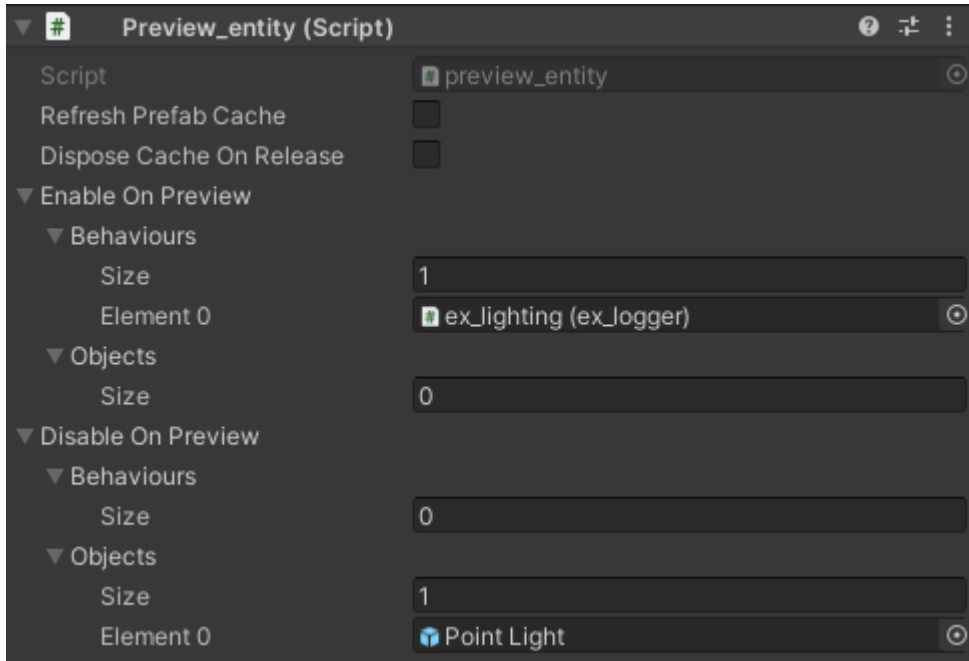 # Preview_entity (Script)
Script # preview_entity
Refresh Prefab Cache
Dispose Cache On Release
Enable On Preview
Behaviours
Size 1
Element 0 # ex_lighting (ex_logger)
Objects
Size 0
Disable On Preview
Behaviours
Size 0
Objects
Size 1
Element 0 Point Light